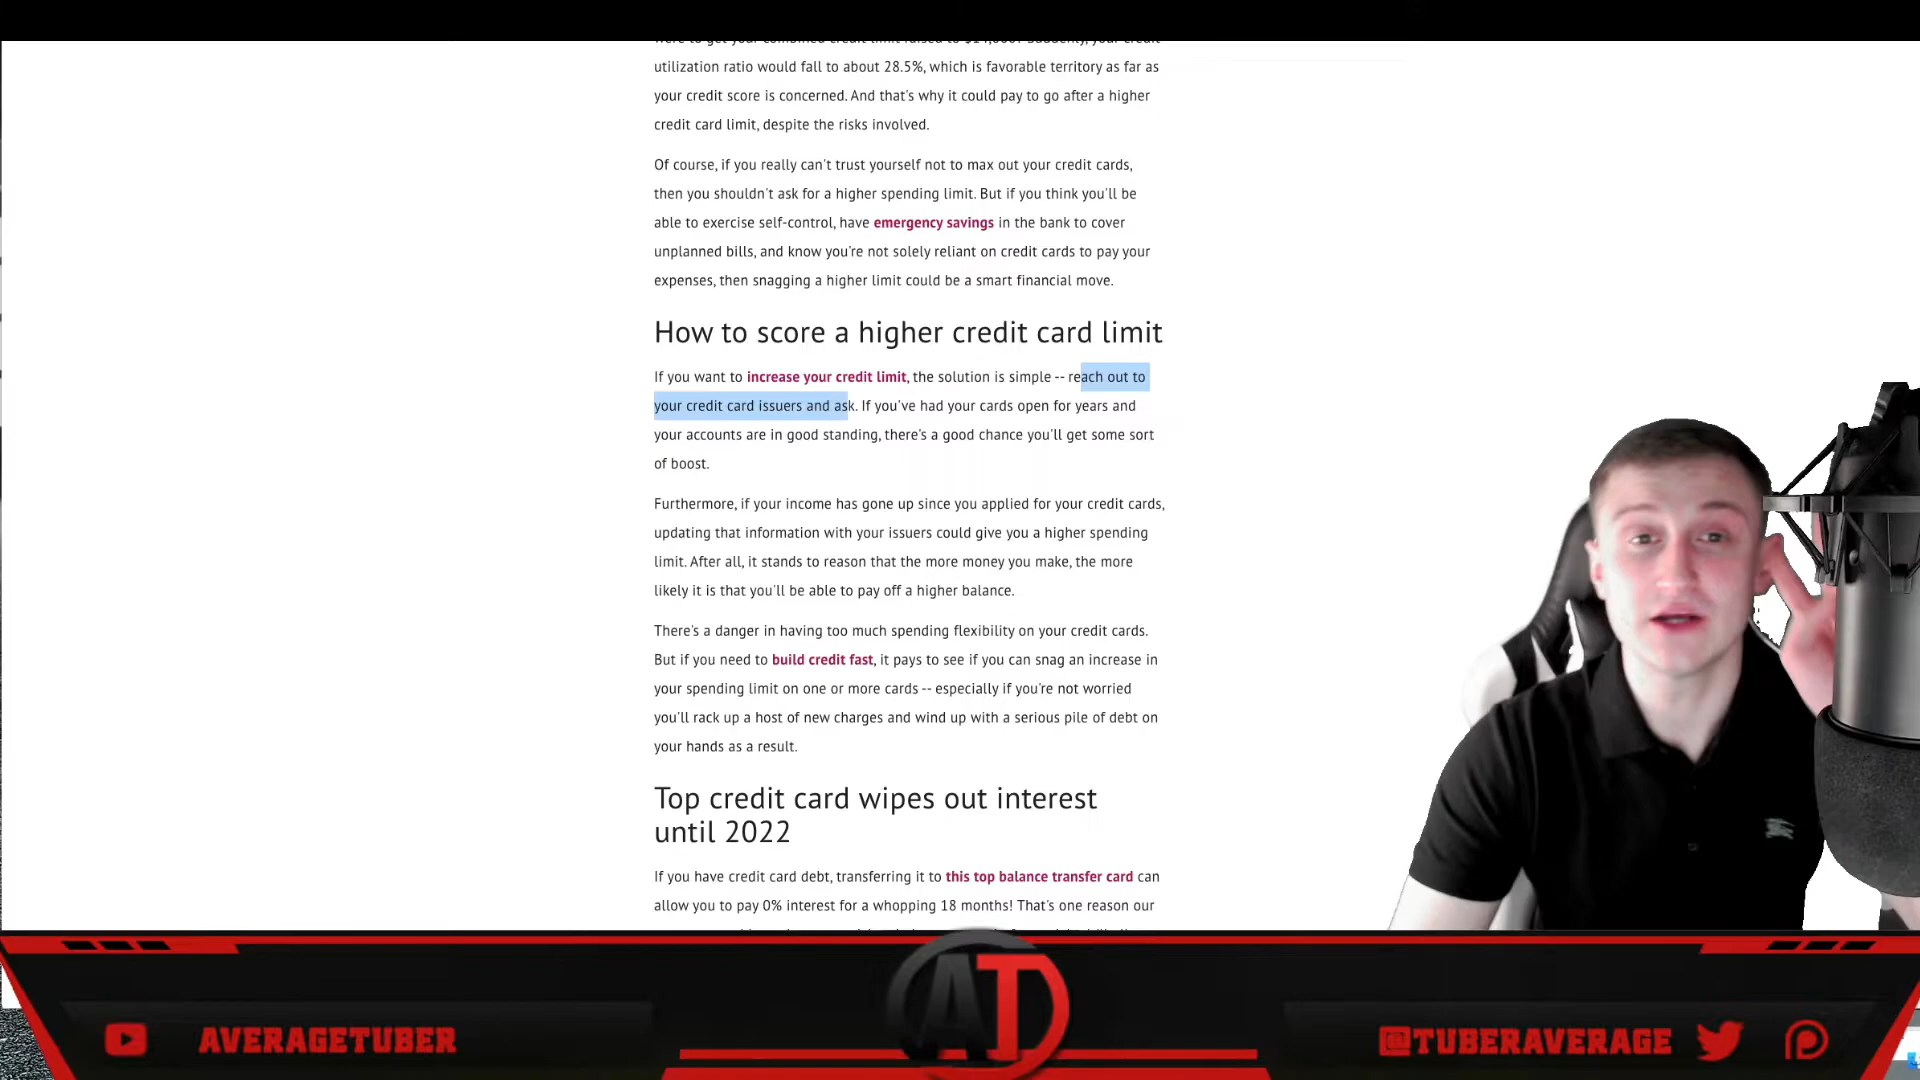 were to get your combined credit limit raised to $14,000? Suddenly, your credit
utilization ratio would fall to about 28.5%, which is favorable territory as far as
your credit score is concerned. And that's why it could pay to go after a higher
credit card limit, despite the risks involved.
Of course, if you really can't trust yourself not to max out your credit cards,
then you shouldn't ask for a higher spending limit. But if you think you'll be
able to exercise self-control, have emergency savings in the bank to cover
unplanned bills, and know you're not solely reliant on credit cards to pay your
expenses, then snagging a higher limit could be a smart financial move.
How to score a higher credit card limit
If you want to increase your credit limit, the solution is simple -- reach out to
your credit card issuers and ask. If you've had your cards open for years and
your accounts are in good standing, there's a good chance you'll get some sort
of boost.
Furthermore, if your income has gone up since you applied for your credit cards,
updating that information with your issuers could give you a higher spending
limit. After all, it stands to reason that the more money you make, the more
likely it is that you'll be able to pay off a higher balance.
There's a danger in having too much spending flexibility on your credit cards.
But if you need to build credit fast, it pays to see if you can snag an increase in
your spending limit on one or more cards -- especially if you're not worried
you'll rack up a host of new charges and wind up with a serious pile of debt on
your hands as a result.
Top credit card wipes out interest
until 2022
If you have credit card debt, transferring it to this top balance transfer card can
allow you to pay 0% interest for a whopping 18 months! That's one reason our
AT
AVERAGETUBER
@TUBERAVERAGE